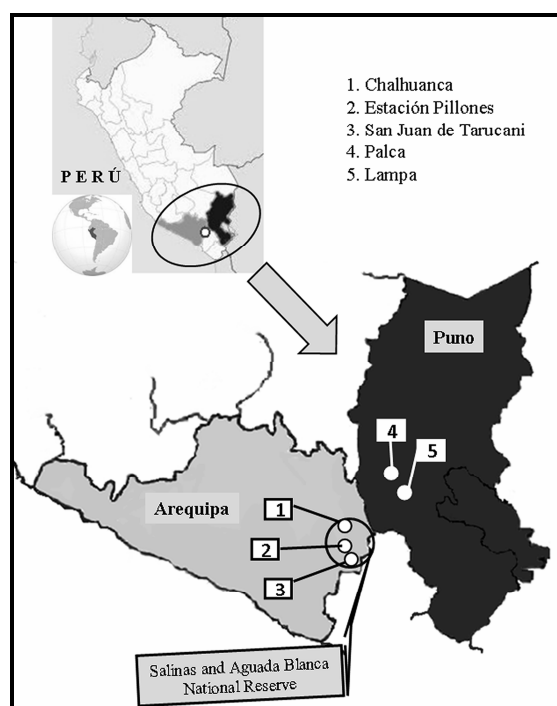 1. Chalhuanca
2. Estación Pillones
3. San Juan de Tarucani
4. Palca
5. Lampa
PERÚ
Puno
4
5
Arequipa
1
2
3
Salinas and Aguada Blanca
National Reserve